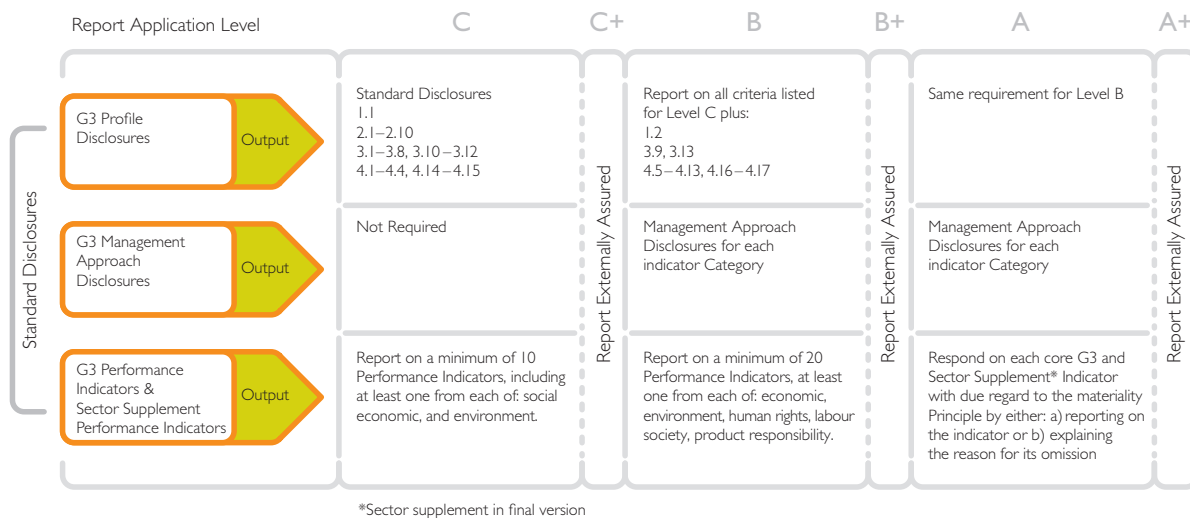 Report Application Level
C
C+
B
B+
A
A+
Standard Disclosures
G3 Profile
Disclosures
Output
Standard Disclosures
1.1
2.1–2.10
3.1–3.8, 3.10–3.12
4.1–4.4, 4.14–4.15
Report on all criteria listed
for Level C plus:
1.2
3.9, 3.13
4.5–4.13, 4.16–4.17
Same requirement for Level B
G3 Management
Approach
Disclosures
Output
Not Required
Management Approach
Disclosures for each
indicator Category
Management Approach
Disclosures for each
indicator Category
G3 Performance
Indicators &
Sector Supplement
Performance Indicators
Output
Report on a minimum of 10
Performance Indicators, including
at least one from each of: social
economic, and environment.
Report on a minimum of 20
Performance Indicators, at least
one from each of: economic,
environment, human rights, labour
society, product responsibility.
Respond on each core G3 and
Sector Supplement* Indicator
with due regard to the materiality
Principle by either: a) reporting on
the indicator or b) explaining
the reason for its omission
Report Externally Assured
Report Externally Assured
Report Externally Assured
*Sector supplement in final version